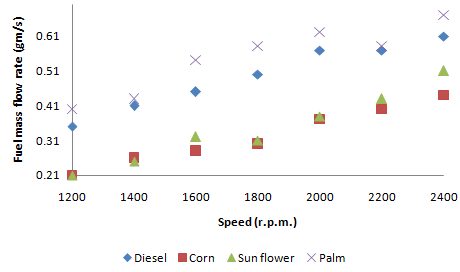 Fuel mass flow rate (gm/s)
0.61
0.51
0.41
0.31
0.21
1200 1400 1600 1800 2000 2200 2400
Speed (r.p.m.)
Diesel Corn Sun flower Palm